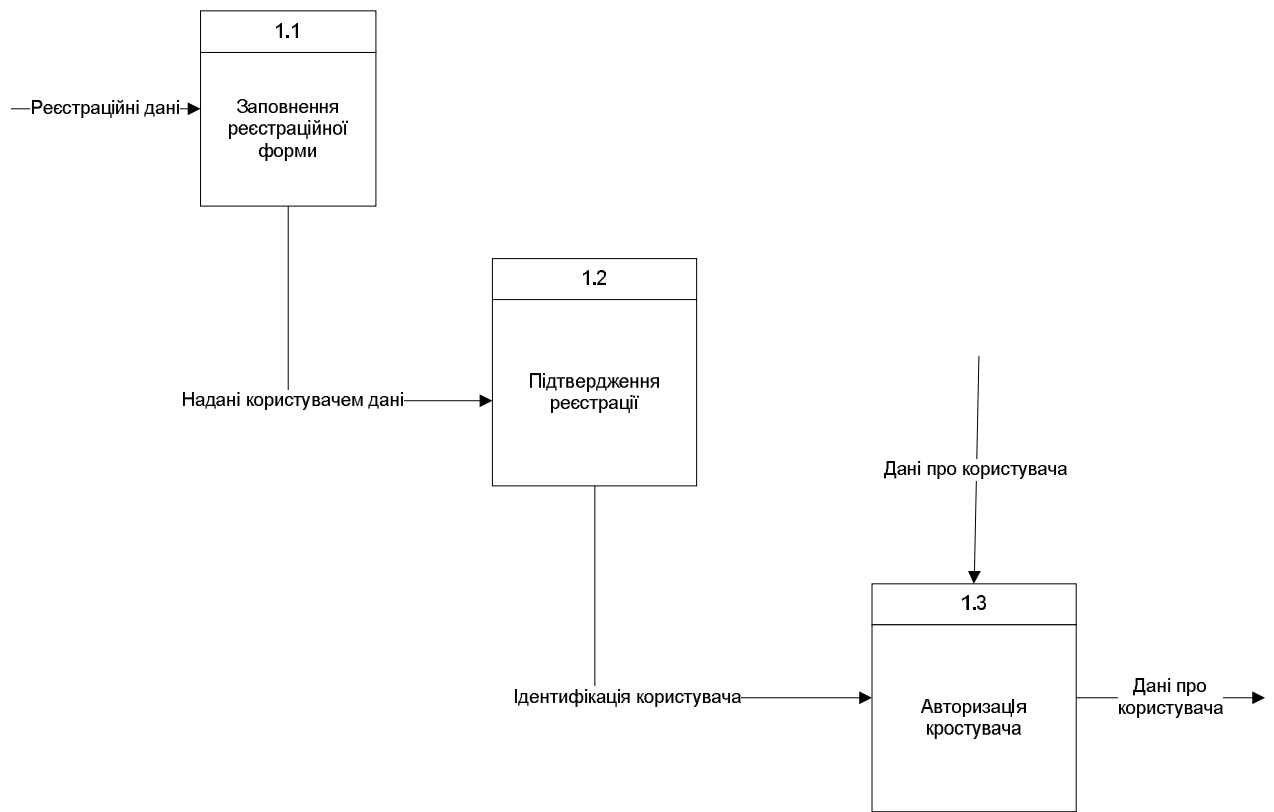 1.1
Реєстраційні дані
Заповнення
реєстраційної
форми
1.2
Підтвердження
реєстрації
Надані користувачем дані
Дані про користувача
1.3
Ідентифікація користувача
Авторизація
кростувача
Дані про
користувача